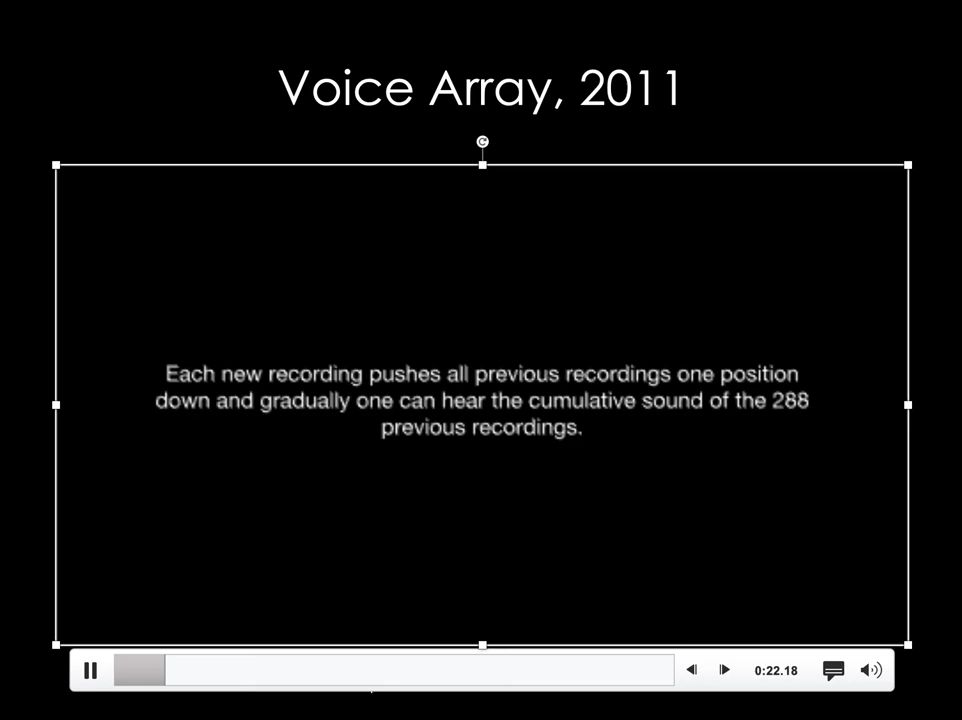 Voice Array, 2011
Each new recording pushes all previous recordings one position
down and gradually one can hear the cumulative sound of the 288
previous recordings.
0:22.18